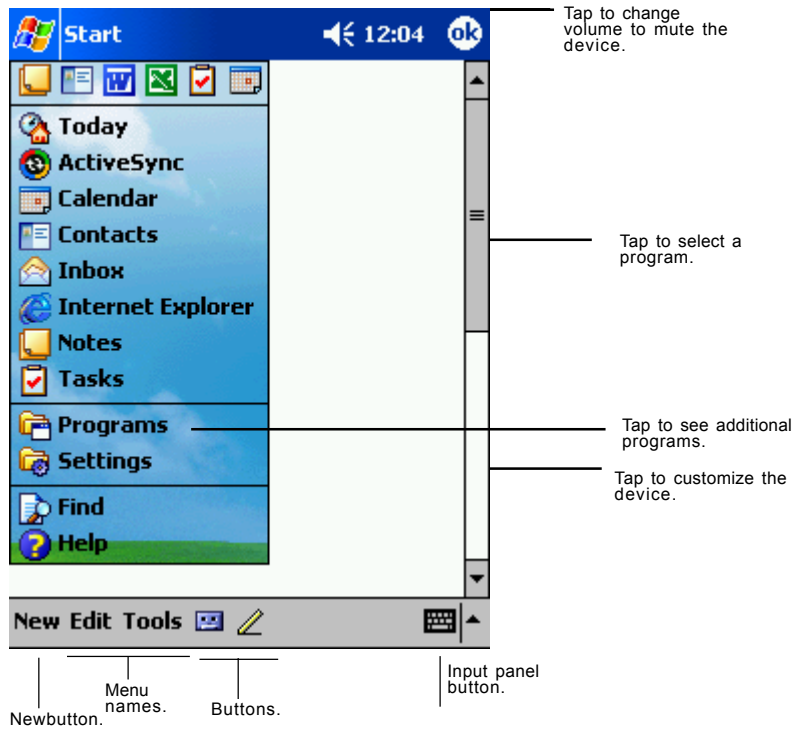 Start 12:04 ok
Tap to change
volume to mute the
device.
Today
ActiveSync
Calendar
Contacts
Inbox
Internet Explorer
Notes
Tasks
Tap to select a
program.
Programs
Tap to see additional
programs.
Settings
Tap to customize the
device.
Find
Help
New Edit Tools
Newbutton.
Menu
names.
Buttons.
Input panel
button.